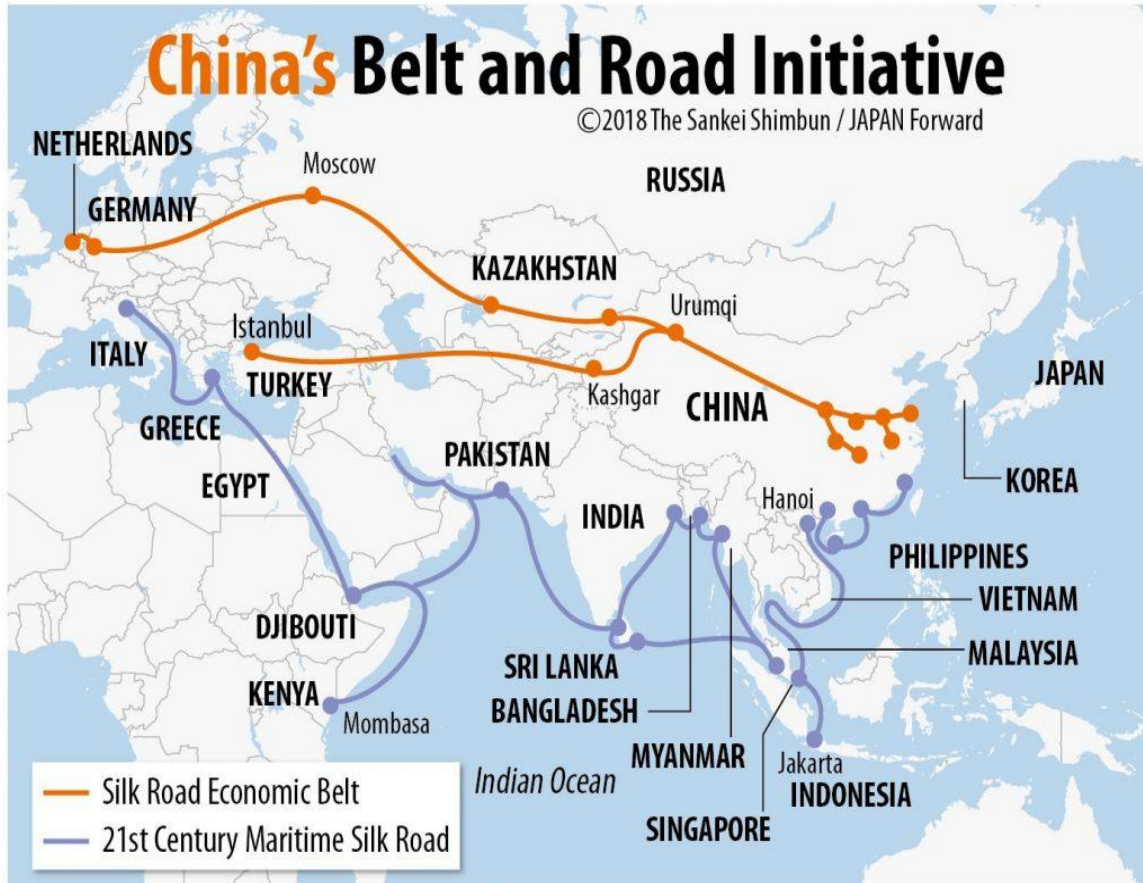 China's Belt and Road Initiative
©2018 The Sankei Shimbun / JAPAN Forward
NETHERLANDS
Moscow
RUSSIA
GERMANY
KAZAKHSTAN
Urumqi
Istanbul
ITALY
TURKEY
Kashgar
CHINA
JAPAN
GREECE
PAKISTAN
EGYPT
KOREA
INDIA
Hanoi
PHILIPPINES
VIETNAM
DJIBOUTI
MALAYSIA
SRI LANKA
KENYA
BANGLADESH
Mombasa
MYANMAR
Jakarta
Indian Ocean
INDONESIA
SINGAPORE
Silk Road Economic Belt
21st Century Maritime Silk Road